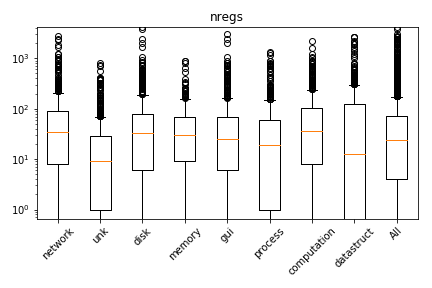 nregs
10³
10²
10¹
10⁰
network
unk
disk
memory
gui
process
computation
datastruct
All